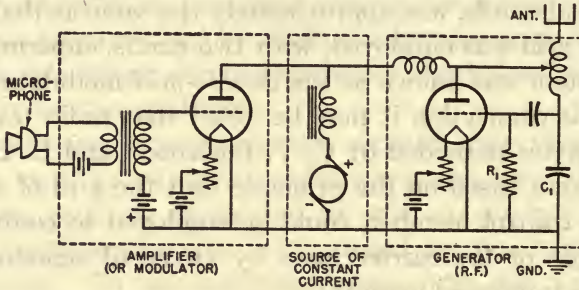 ANT.
MICRO-
PHONE
R₁
C₁
AMPLIFIER
(OR MODULATOR)
SOURCE OF
CONSTANT
CURRENT
GENERATOR
(R.F.)
GND.
+
-
+